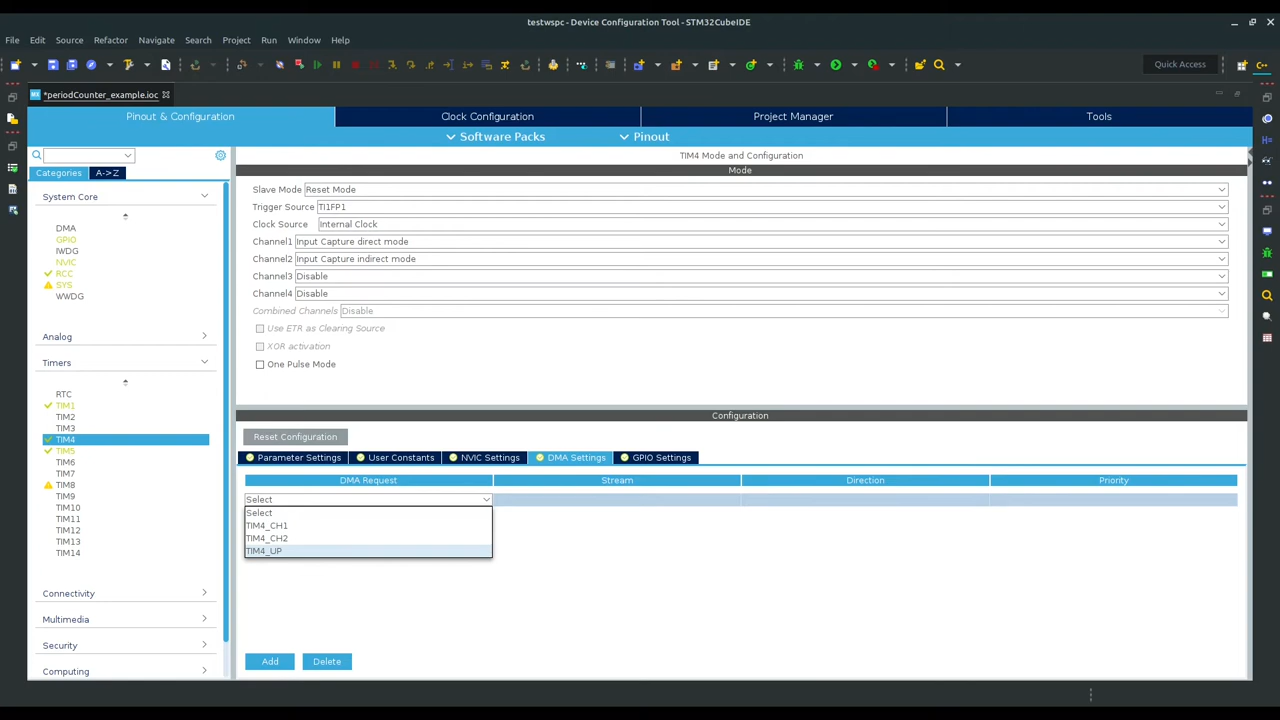 testwspc - Device Configuration Tool - STM32CubeIDE
File Edit Source Refactor Navigate Search Project Run Window Help
Quick Access
*periodCounter_example.ioc
Pinout & Configuration
Clock Configuration
Project Manager
Tools
Software Packs
Pinout
Categories
A->Z
System Core
DMA
GPIO
IWDG
NVIC
RCC
SYS
WWDG
Analog
Timers
RTC
TIM1
TIM2
TIM3
TIM4
TIM5
TIM6
TIM7
TIM8
TIM9
TIM10
TIM11
TIM12
TIM13
TIM14
Connectivity
Multimedia
Security
Computing
TIM4 Mode and Configuration
Mode
Slave Mode Reset Mode
Trigger Source TI1FP1
Clock Source Internal Clock
Channel1 Input Capture direct mode
Channel2 Input Capture indirect mode
Channel3 Disable
Channel4 Disable
Combined Channels Disable
Use ETR as Clearing Source
XOR activation
One Pulse Mode
Configuration
Reset Configuration
Parameter Settings
User Constants
NVIC Settings
DMA Settings
GPIO Settings
DMA Request
Stream
Direction
Priority
Select
Select
TIM4_CH1
TIM4_CH2
TIM4_UP
Add
Delete